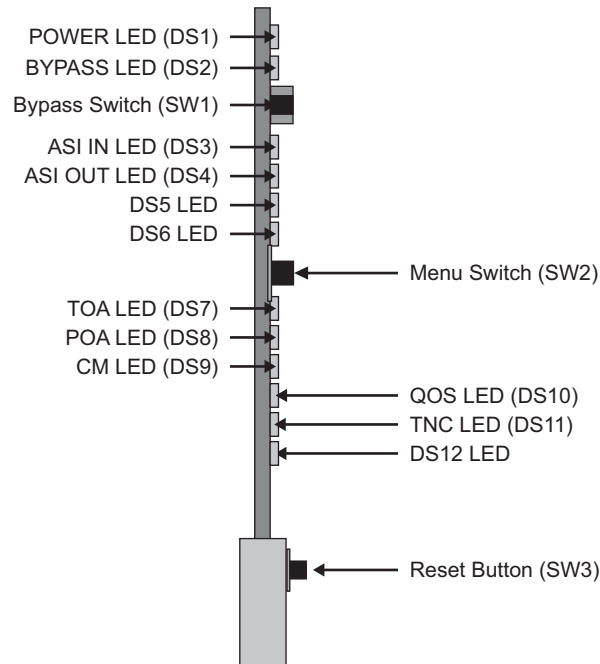 POWER LED (DS1)
BYPASS LED (DS2)
Bypass Switch (SW1)
ASI IN LED (DS3)
ASI OUT LED (DS4)
DS5 LED
DS6 LED
Menu Switch (SW2)
TOA LED (DS7)
POA LED (DS8)
CM LED (DS9)
QOS LED (DS10)
TNC LED (DS11)
DS12 LED
Reset Button (SW3)